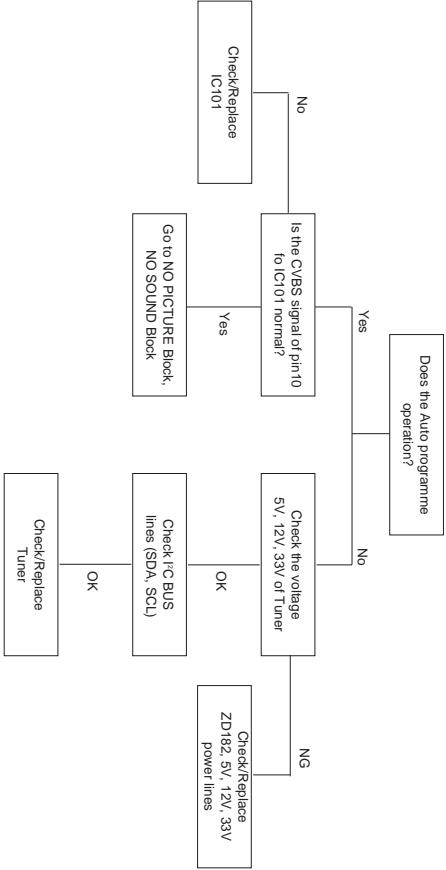 Does the Auto programme
operation?
Yes
No
Is the CVBS signal of pin10
fo IC101 normal?
No
Check/Replace
IC101
Yes
Go to NO PICTURE Block,
NO SOUND Block
Check the voltage
5V, 12V, 33V of Tuner
NG
Check/Replace
ZD182, 5V, 12V, 33V
power lines
OK
Check I²C BUS
lines (SDA, SCL)
OK
Check/Replace
Tuner